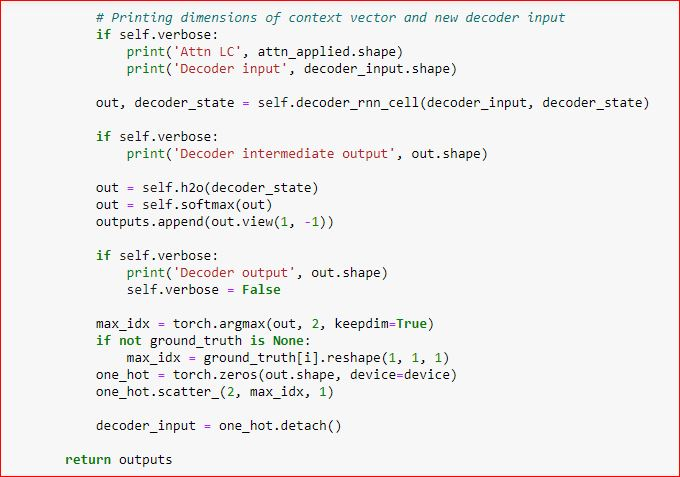 # Printing dimensions of context vector and new decoder input
if self.verbose:
print('Attn LC', attn_applied.shape)
print('Decoder input', decoder_input.shape)
out, decoder_state = self.decoder_rnn_cell(decoder_input, decoder_state)
if self.verbose:
print('Decoder intermediate output', out.shape)
out = self.h2o(decoder_state)
out = self.softmax(out)
outputs.append(out.view(1, -1))
if self.verbose:
print('Decoder output', out.shape)
self.verbose = False
max_idx = torch.argmax(out, 2, keepdim=True)
if not ground_truth is None:
max_idx = ground_truth[i].reshape(1, 1, 1)
one_hot = torch.zeros(out.shape, device=device)
one_hot.scatter_(2, max_idx, 1)
decoder_input = one_hot.detach()
return outputs